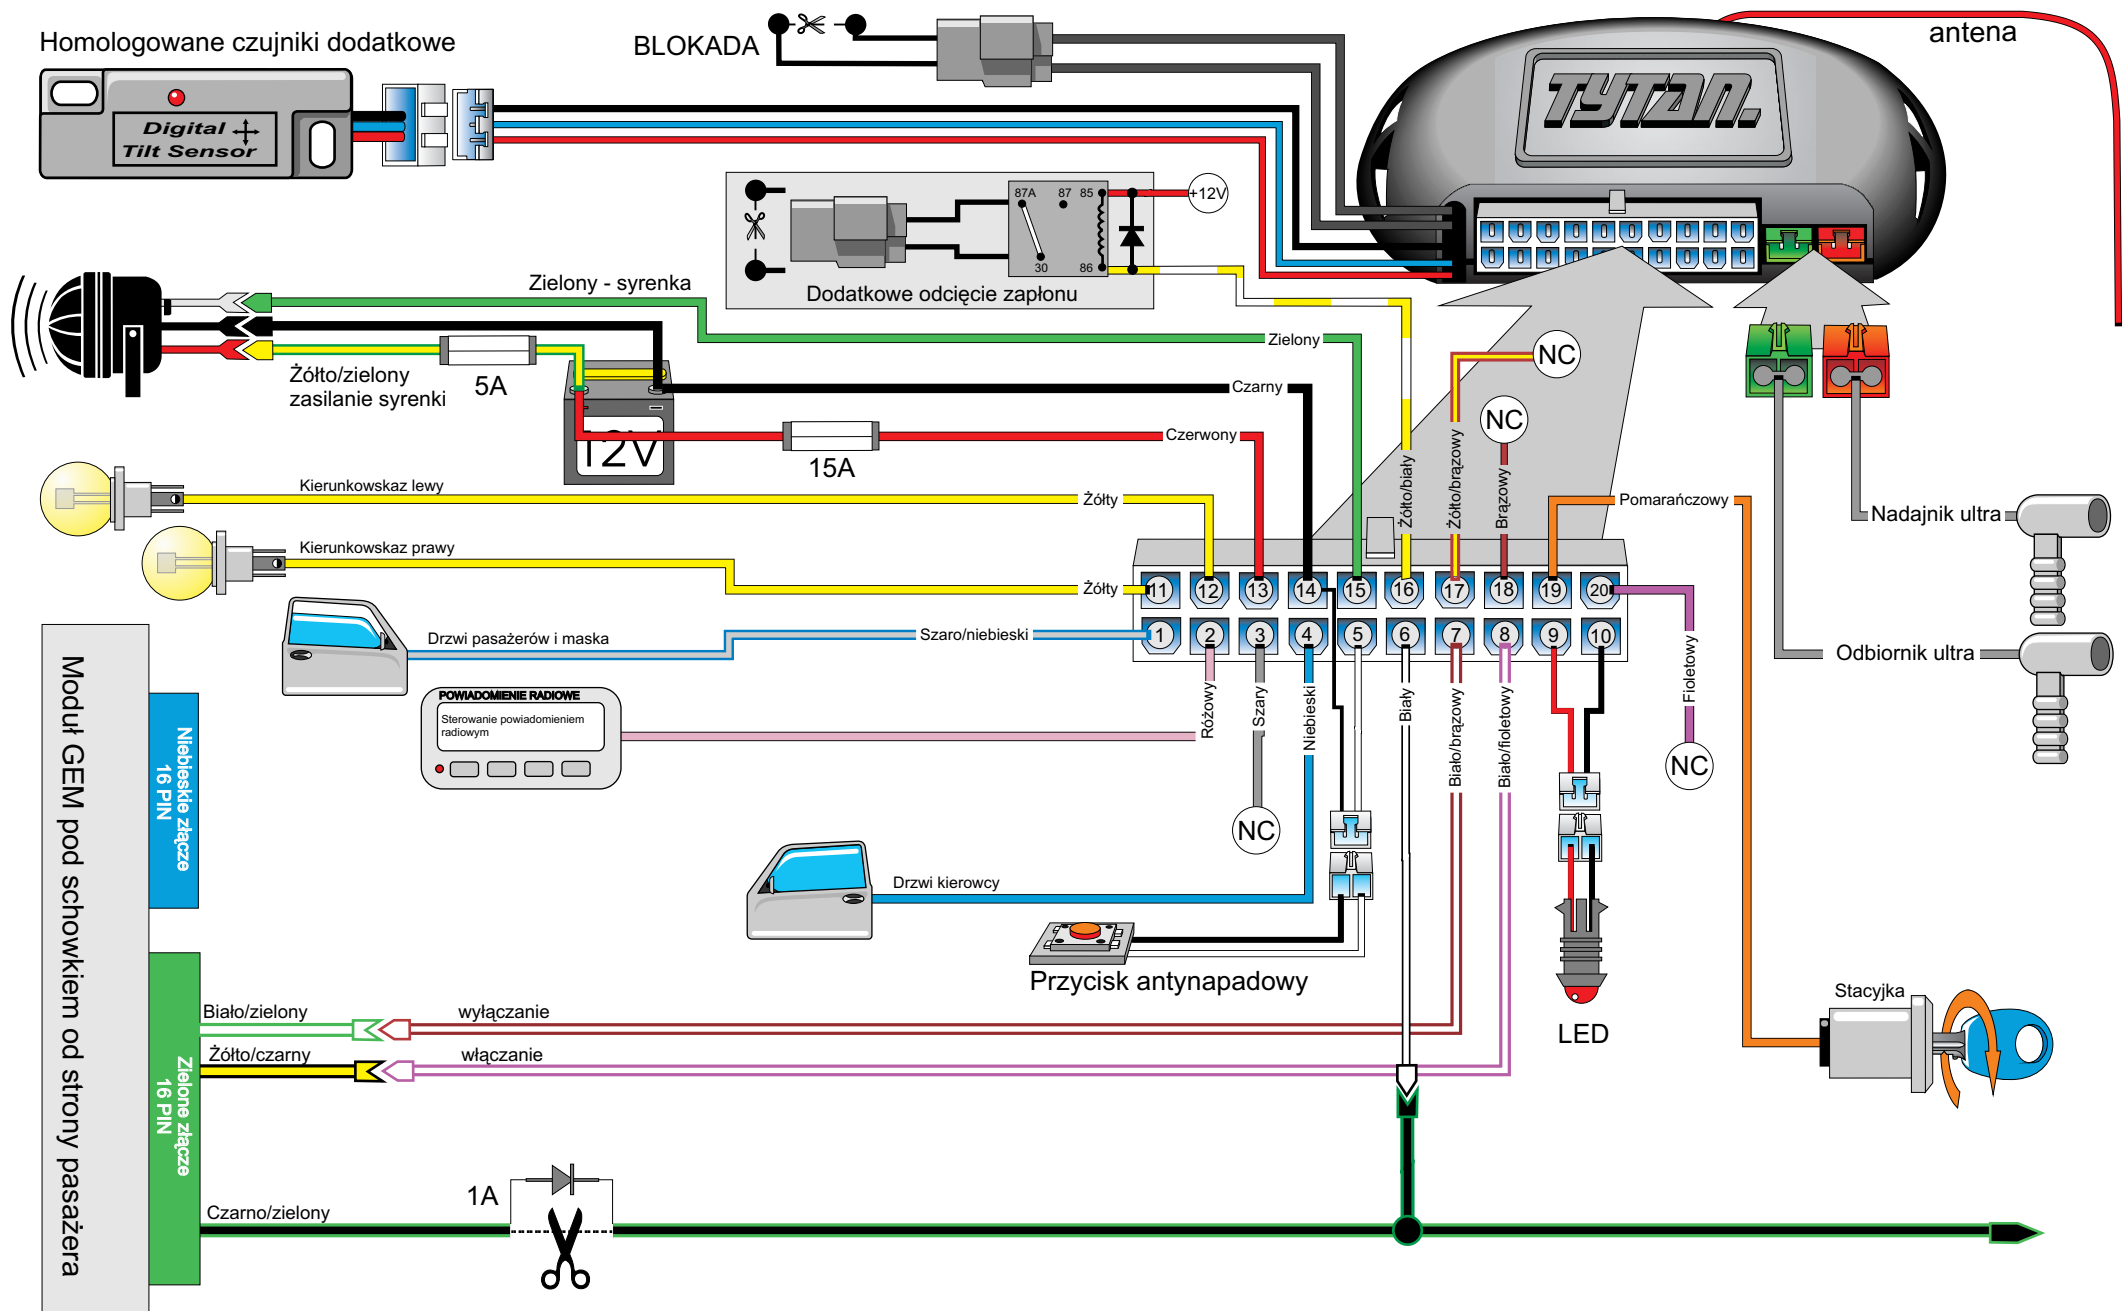 Homologowane czujniki dodatkowe
Digital
Tilt Sensor
BLOKADA
TYTAN.
antena
87A 87 85
30 86
+12V
Dodatkowe odcięcie zapłonu
Zielony - syrenka
Zielony
Żółto/zielony
zasilanie syrenki
5A
12V
Czarny
15A
Czerwony
Kierunkowskaz lewy
Żółty
Kierunkowskaz prawy
Żółty
Żółto/biały
Żółto/brązowy
NC
Brązowy
NC
Pomarańczowy
Nadajnik ultra
Odbiornik ultra
11 12 13 14 15 16 17 18 19 20
1 2 3 4 5 6 7 8 9 10
Drzwi pasażerów i maska
Szaro/niebieski
POWIADOMIENIE RADIOWE
Sterowanie powiadomieniem
radiowym
Różowy
Szary
NC
Niebieski
Biały
Biało/brązowy
Biało/fioletowy
Fioletowy
NC
Drzwi kierowcy
Przycisk antynapadowy
LED
Stacyjka
Moduł GEM pod schowkiem od strony pasażera
Niebieskie złącze
16 PIN
Zielone złącze
16 PIN
Biało/zielony
wyłączanie
Żółto/czarny
włączanie
1A
Czarno/zielony